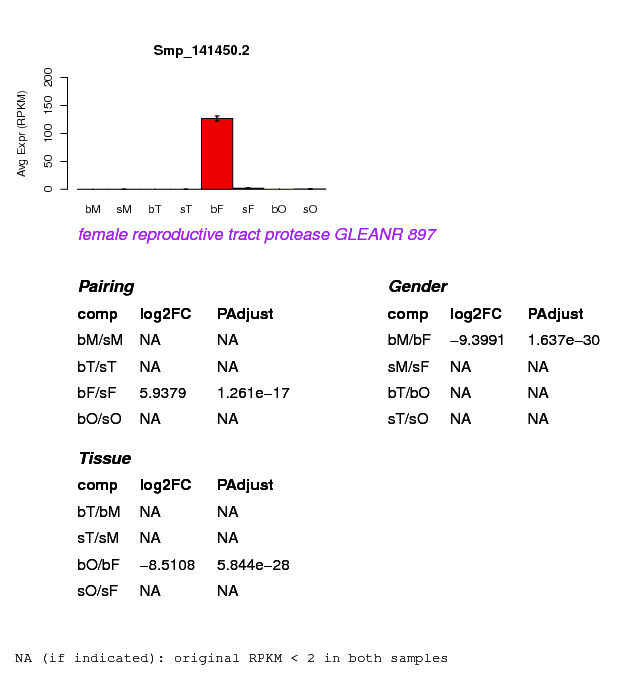 Smp_141450.2
Avg Expr (RPKM)
200
150
100
50
0
bM sM bT sT bF sF bO sO
female reproductive tract protease GLEANR 897
Pairing
comp log2FC PAdjust
bM/sM NA NA
bT/sT NA NA
bF/sF 5.9379 1.261e−17
bO/sO NA NA
Gender
comp log2FC PAdjust
bM/bF −9.3991 1.637e−30
sM/sF NA NA
bT/bO NA NA
sT/sO NA NA
Tissue
comp log2FC PAdjust
bT/bM NA NA
sT/sM NA NA
bO/bF −8.5108 5.844e−28
sO/sF NA NA
NA (if indicated): original RPKM < 2 in both samples